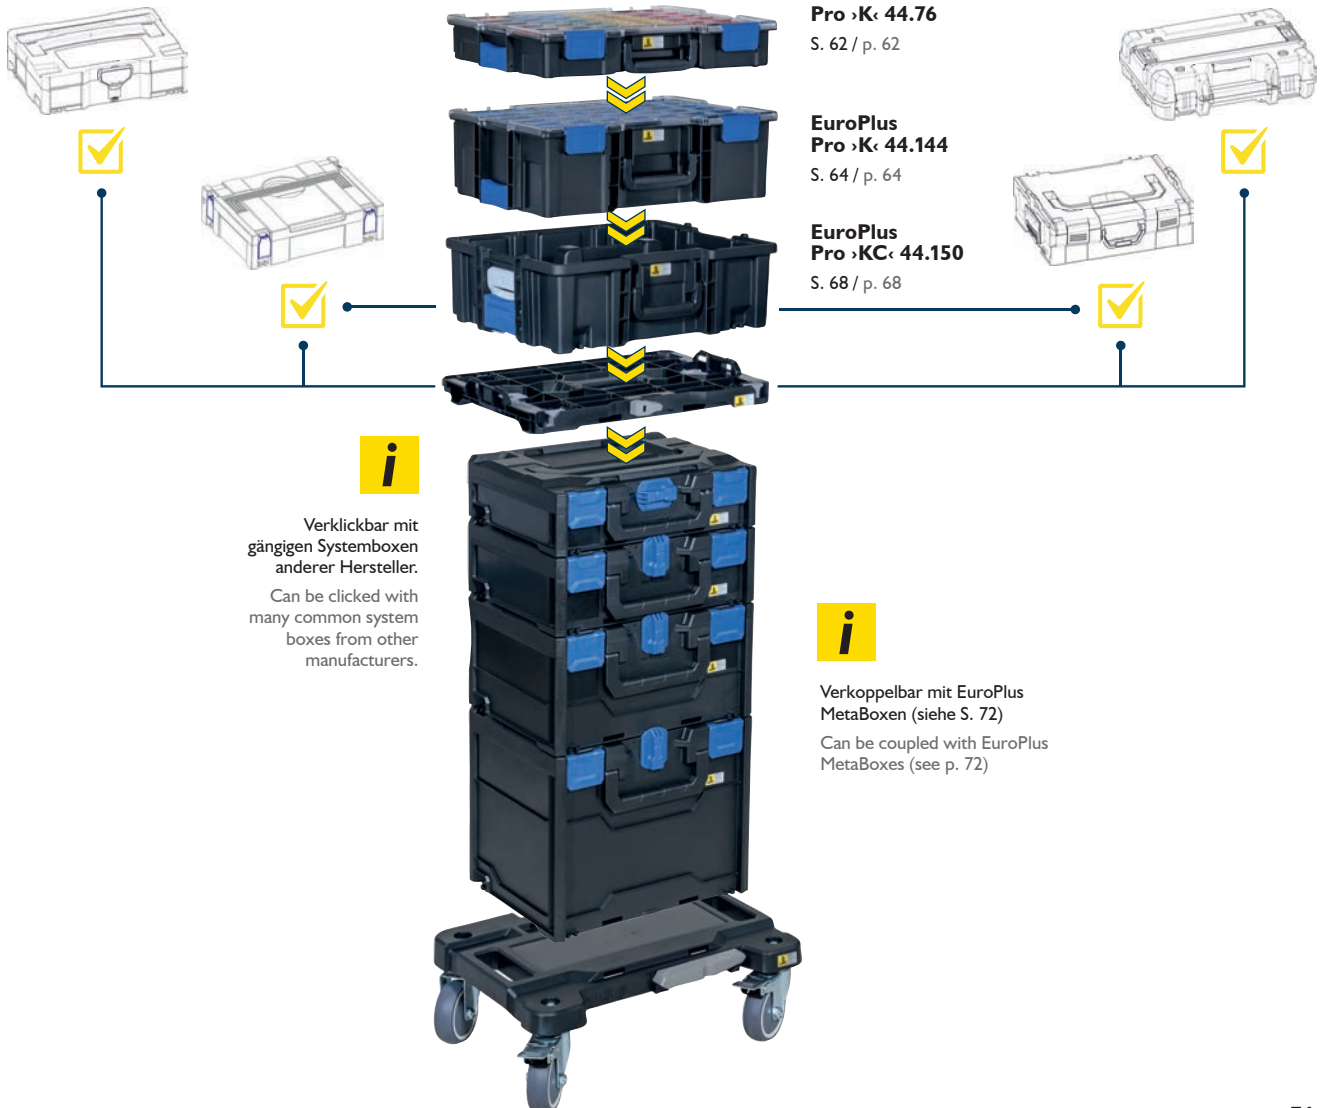 Pro ›K‹ 44.76
S. 62 / p. 62
EuroPlus
Pro ›K‹ 44.144
S. 64 / p. 64
EuroPlus
Pro ›KC‹ 44.150
S. 68 / p. 68
i
Verklickbar mit
gängigen Systemboxen
anderer Hersteller.
Can be clicked with
many common system
boxes from other
manufacturers.
i
Verkoppelbar mit EuroPlus
MetaBoxen (siehe S. 72)
Can be coupled with EuroPlus
MetaBoxes (see p. 72)